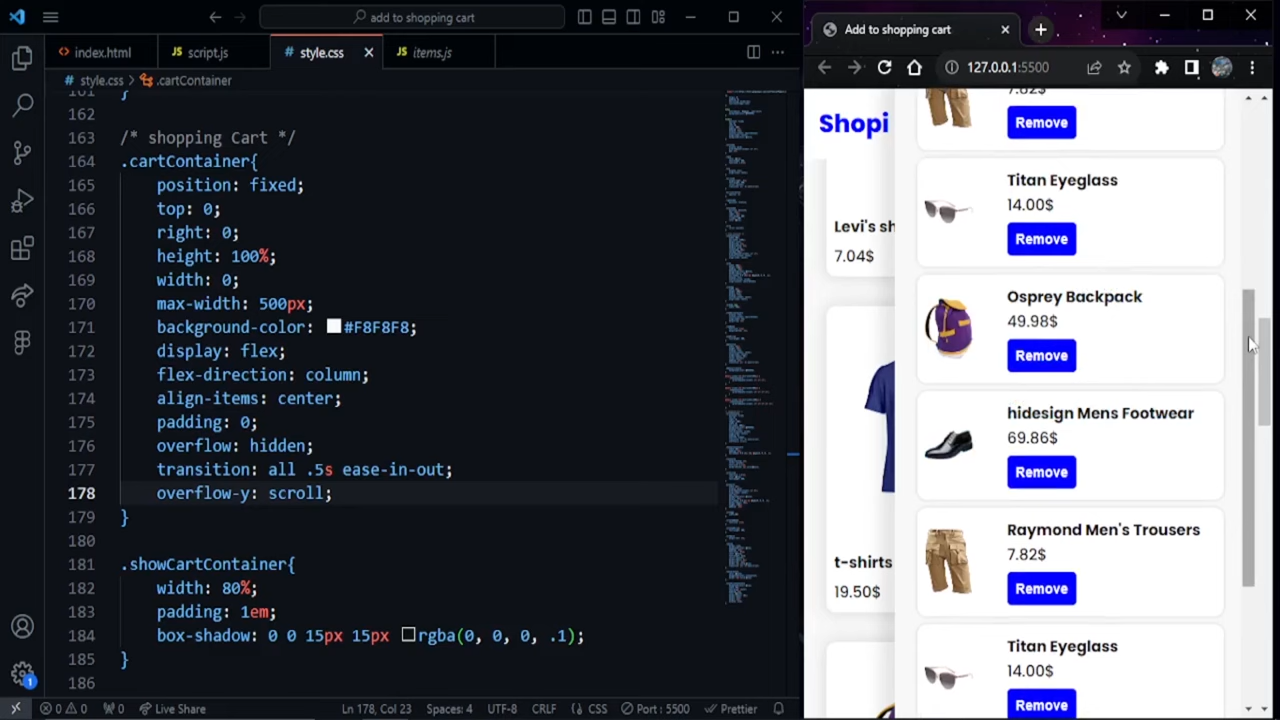 add to shopping cart
index.html
script.js
style.css
items.js
style.css > .cartContainer
161
}
162
163 /* shopping Cart */
164 .cartContainer{
165 position: fixed;
166 top: 0;
167 right: 0;
168 height: 100%;
169 width: 0;
170 max-width: 500px;
171 background-color: #F8F8F8;
172 display: flex;
173 flex-direction: column;
174 align-items: center;
175 padding: 0;
176 overflow: hidden;
177 transition: all .5s ease-in-out;
178 overflow-y: scroll;
179 }
180
181 .showCartContainer{
182 width: 80%;
183 padding: 1em;
184 box-shadow: 0 0 15px 15px rgba(0, 0, 0, .1);
185 }
186
1
0 0 0 Live Share Ln 178, Col 23 Spaces: 4 UTF-8 CRLF CSS Port : 5500 Prettier
Add to shopping cart
127.0.0.1:5500
Shopi
Levi's sh
7.04$
t-shirts
19.50$
7.82$
Remove
Titan Eyeglass
14.00$
Remove
Osprey Backpack
49.98$
Remove
hidesign Mens Footwear
69.86$
Remove
Raymond Men's Trousers
7.82$
Remove
Titan Eyeglass
14.00$
Remove